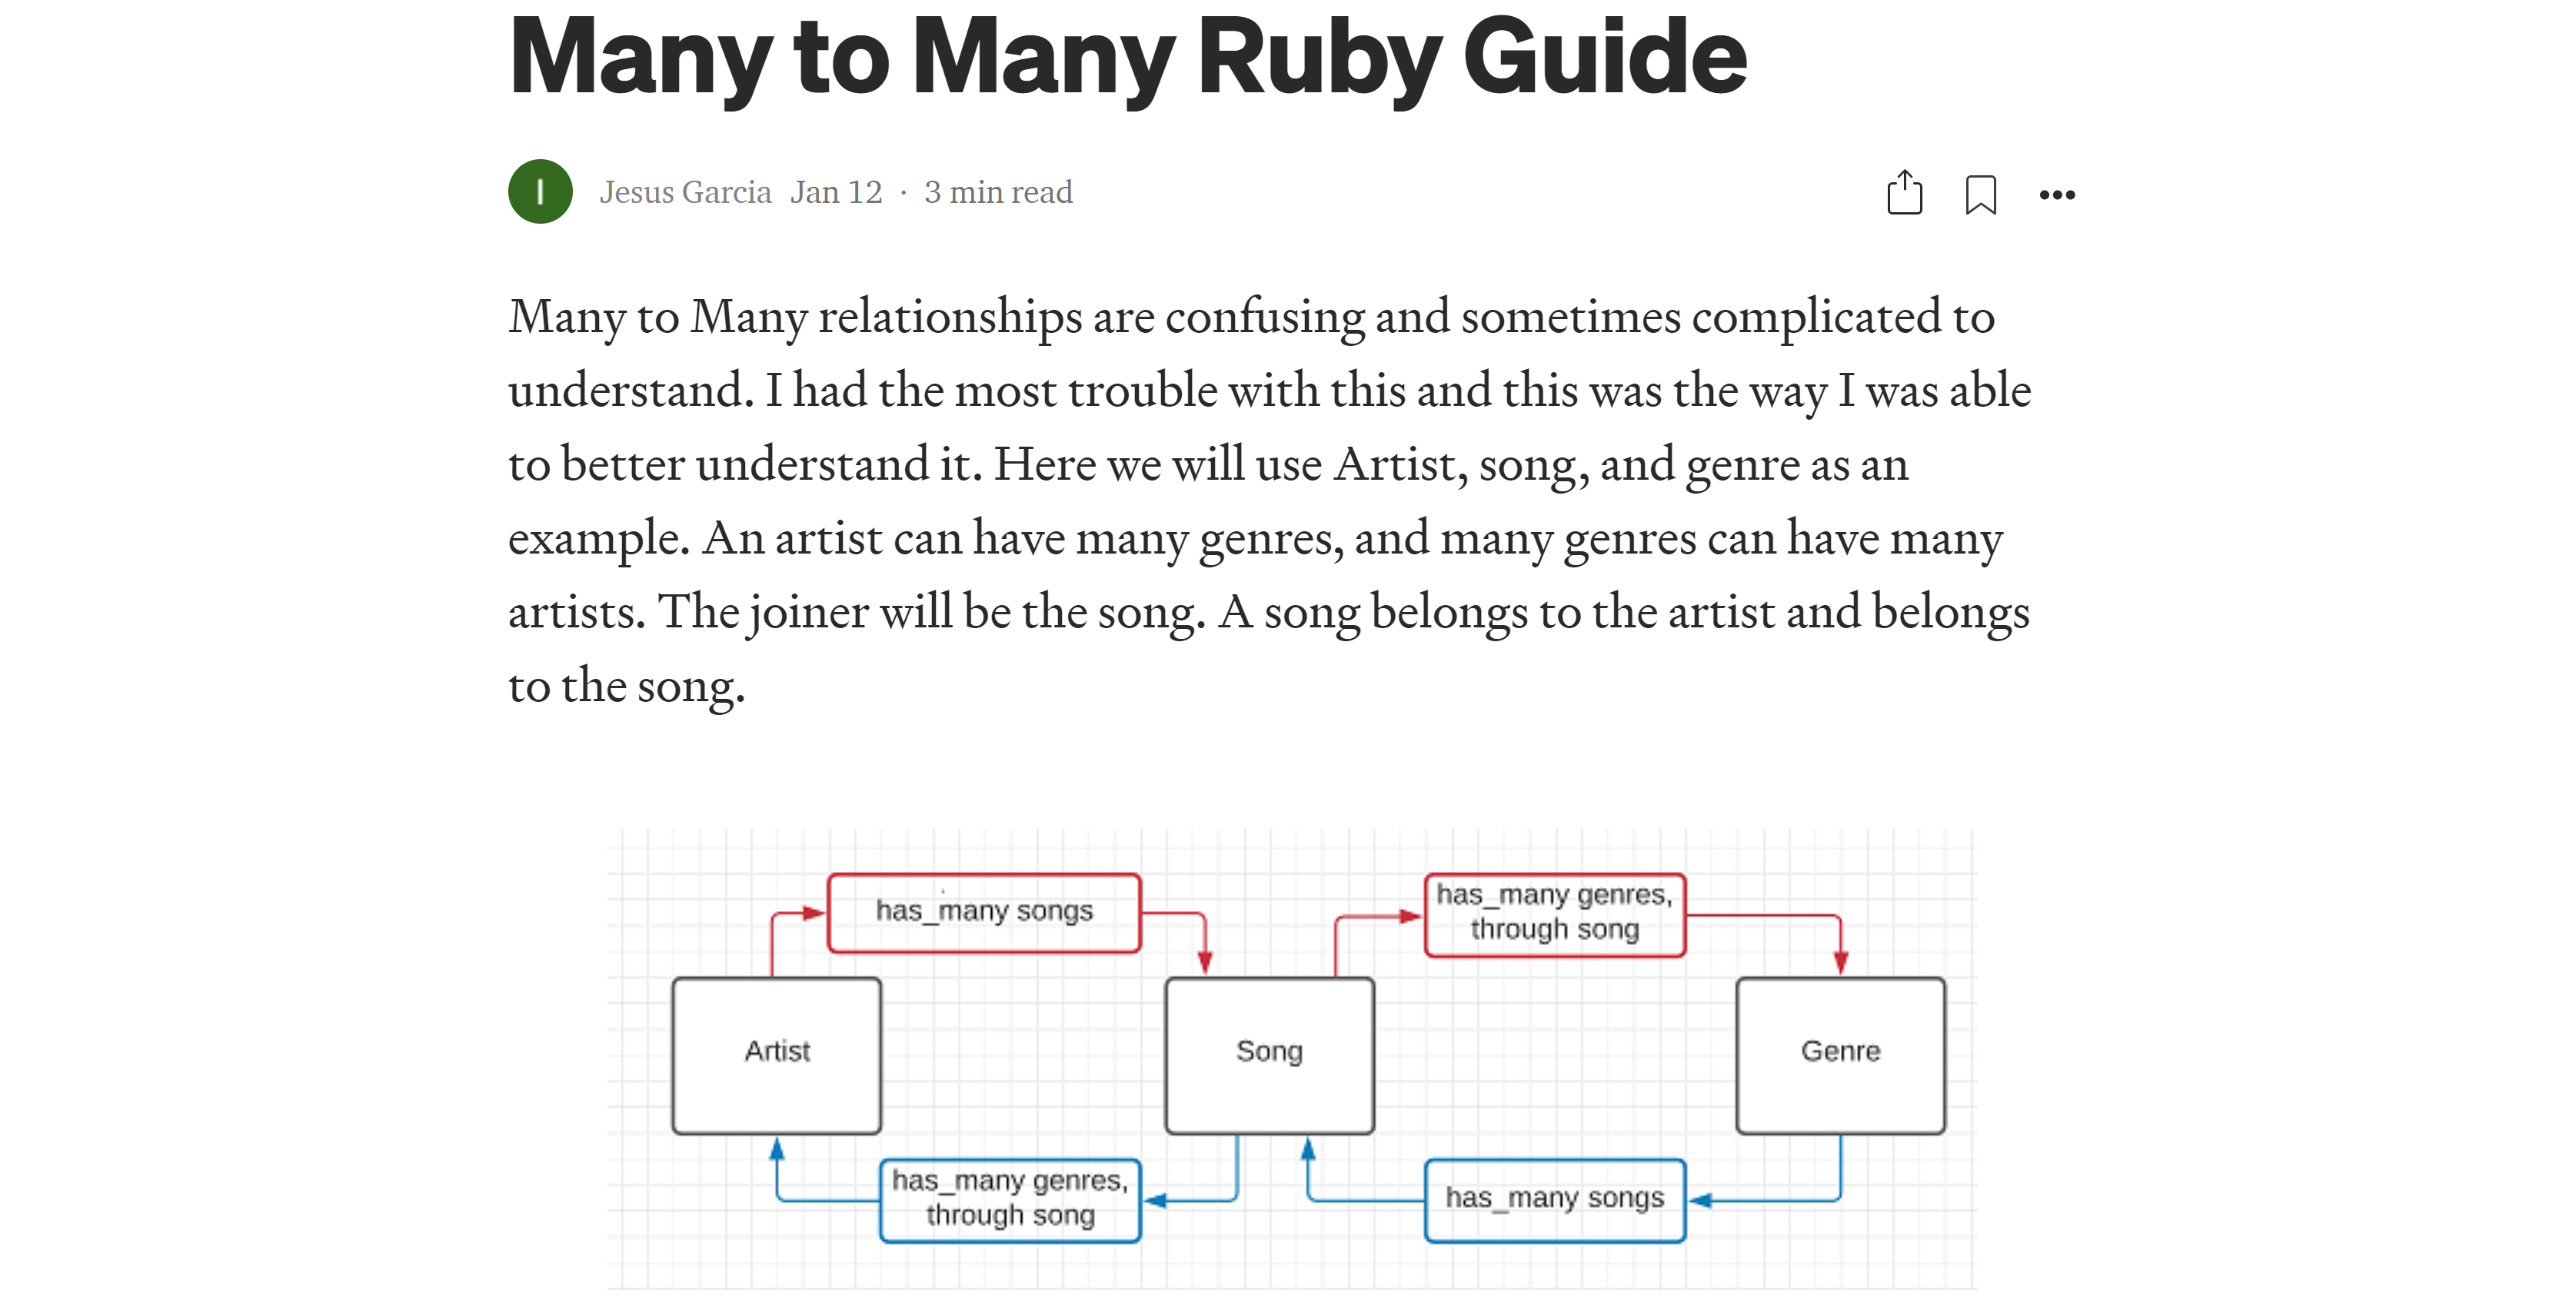 Many to Many Ruby Guide
I
Jesus Garcia Jan 12 · 3 min read
Many to Many relationships are confusing and sometimes complicated to
understand. I had the most trouble with this and this was the way I was able
to better understand it. Here we will use Artist, song, and genre as an
example. An artist can have many genres, and many genres can have many
artists. The joiner will be the song. A song belongs to the artist and belongs
to the song.
has_many songs
has_many genres,
through song
Artist
Song
Genre
has_many genres,
through song
has_many songs